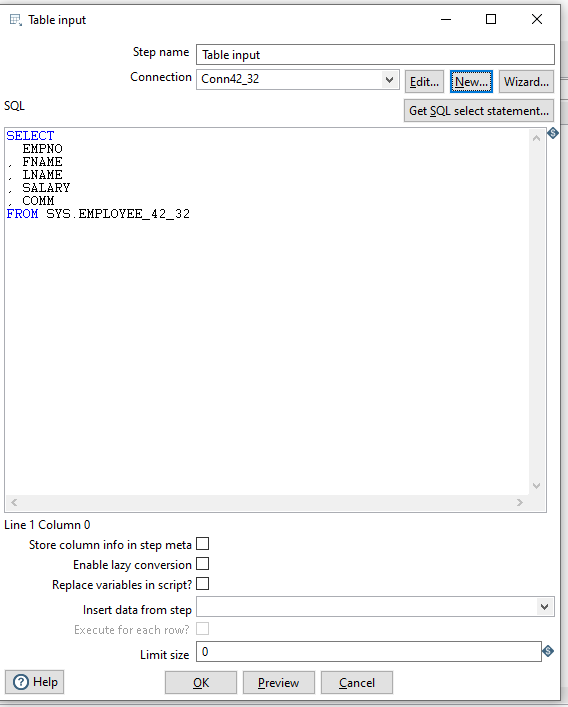 Table input
Step name Table input
Connection Conn42_32 Edit... New... Wizard...
SQL
Get SQL select statement...
SELECT
  EMPNO
, FNAME
, LNAME
, SALARY
, COMM
FROM SYS.EMPLOYEE_42_32
Line 1 Column 0
Store column info in step meta
Enable lazy conversion
Replace variables in script?
Insert data from step
Execute for each row?
Limit size 0
Help OK Preview Cancel